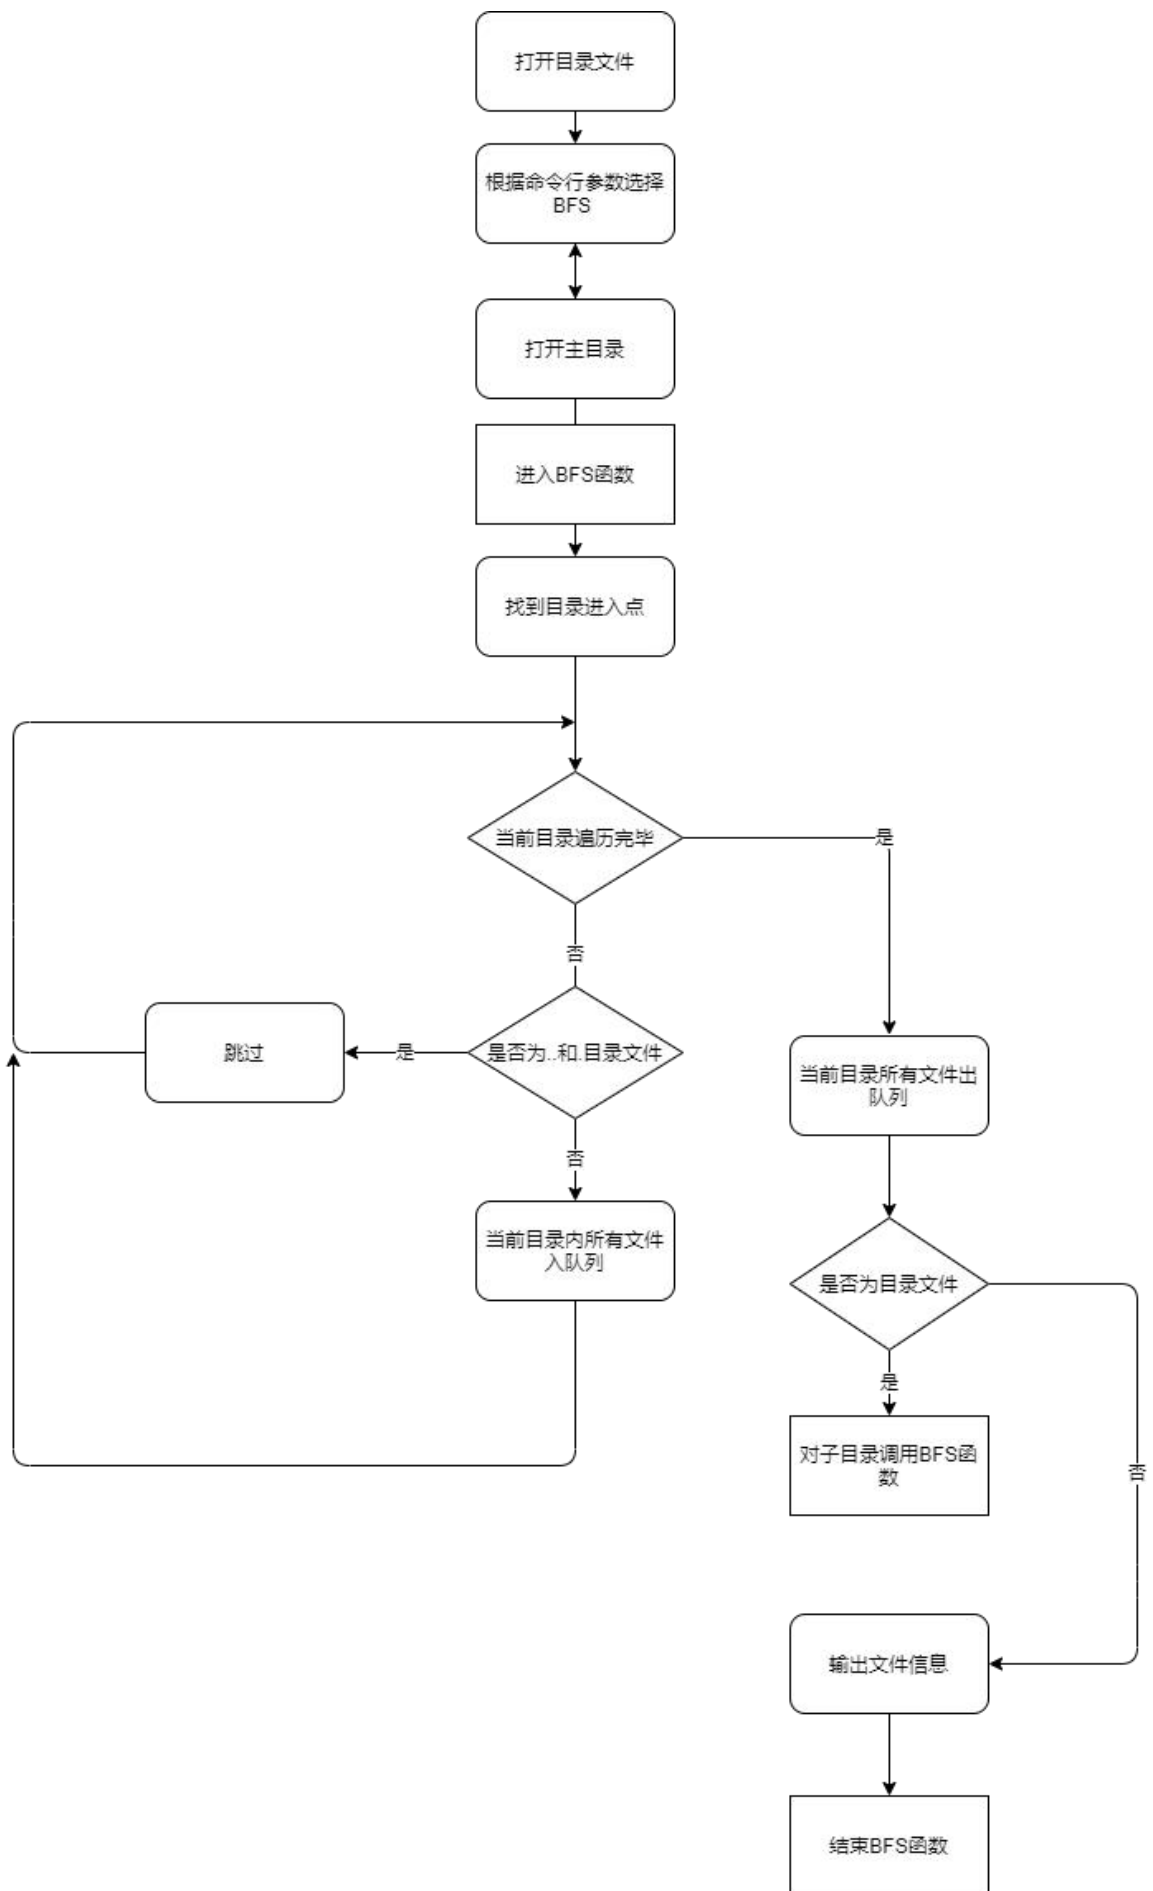 打开目录文件
根据命令行参数选择
BFS
打开主目录
进入BFS函数
找到目录进入点
当前目录遍历完毕
是
否
跳过
是
是否为..和.目录文件
当前目录所有文件出
队列
否
当前目录内所有文件
入队列
是否为目录文件
是
对子目录调用BFS函
数
否
输出文件信息
结束BFS函数